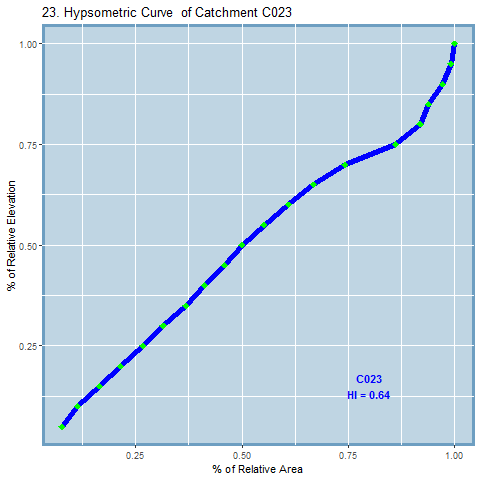 23. Hypsometric Curve  of Catchment C023
% of Relative Elevation
1.00
0.75
0.50
0.25
C023
HI = 0.64
0.25
0.50
0.75
1.00
% of Relative Area